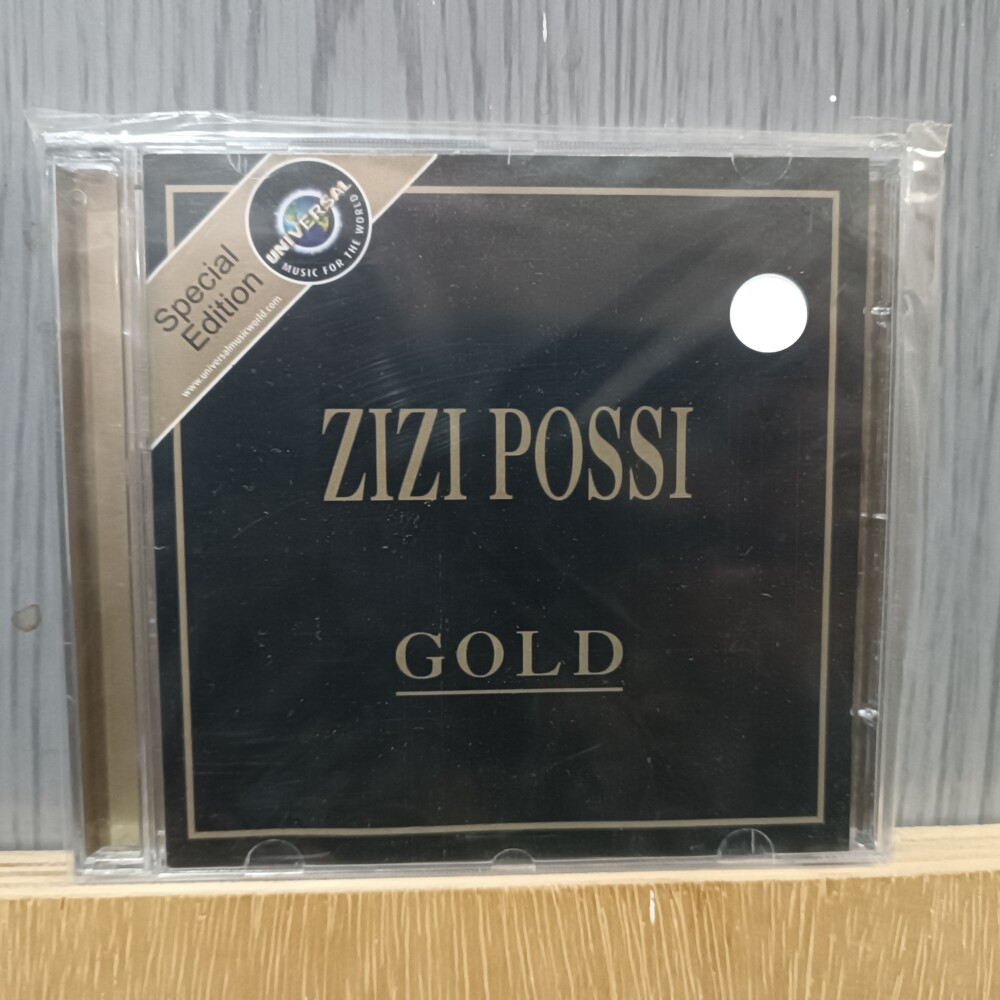 UNIVERSAL
MUSIC FOR THE WORLD
Special
Edition
www.universalmusicworld.com
ZIZI POSSI
GOLD